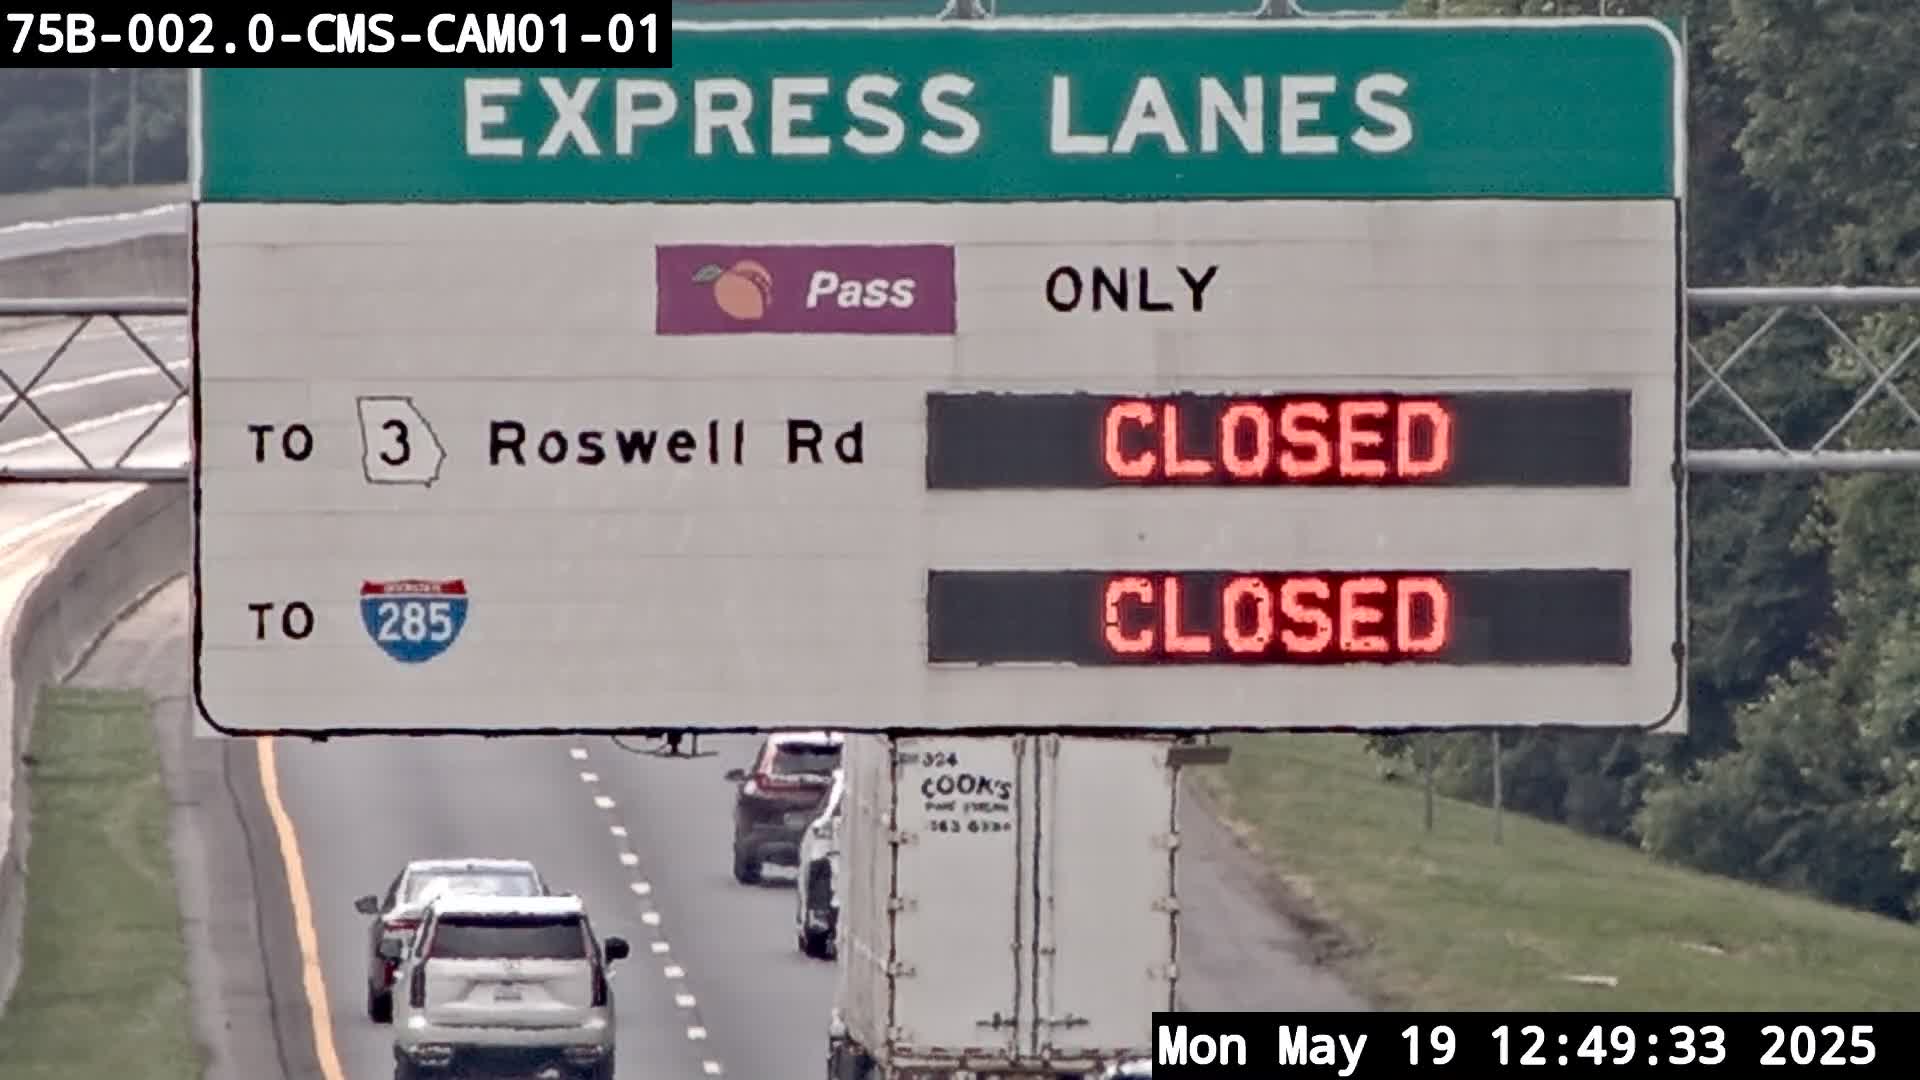 75B-002.0-CMS-CAM01-01
EXPRESS LANES
Pass ONLY
TO 3 Roswell Rd CLOSED
TO 285 CLOSED
324
COOK'S
Mon May 19 12:49:33 2025